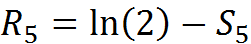 R₅ = ln(2) − S₅